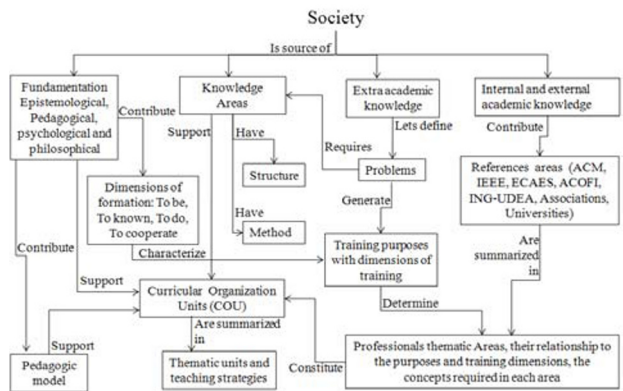 Society
Is source of
Fundamentation
Epistemological,
Pedagogical,
psychological and
philosophical
Knowledge
Areas
Extra academic
knowledge
Internal and external
academic knowledge
Contribute
Support
Have
Structure
Have
Method
Requires
Lets define
Problems
Generate
Contribute
References areas (ACM,
IEEE, ECAES, ACOFI,
ING-UDEA, Associations,
Universities)
Dimensions of
formation: To be,
To known, To do,
To cooperate
Characterize
Training purposes
with dimensions of
training
Are
summarized
in
Contribute
Support
Curricular Organization
Units (COU)
Determine
Support
Are summarized
in
Constitute
Pedagogic
model
Thematic units and
teaching strategies
Professionals thematic Areas, their relationship to
the purposes and training dimensions, the
concepts required in each area